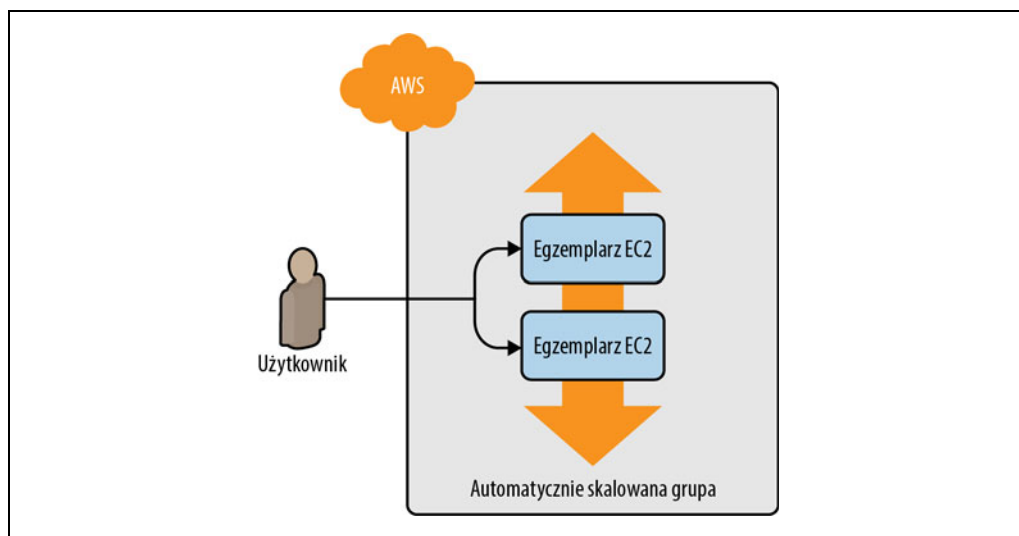 AWS
Egzemplarz EC2
Egzemplarz EC2
Użytkownik
Automatycznie skalowana grupa